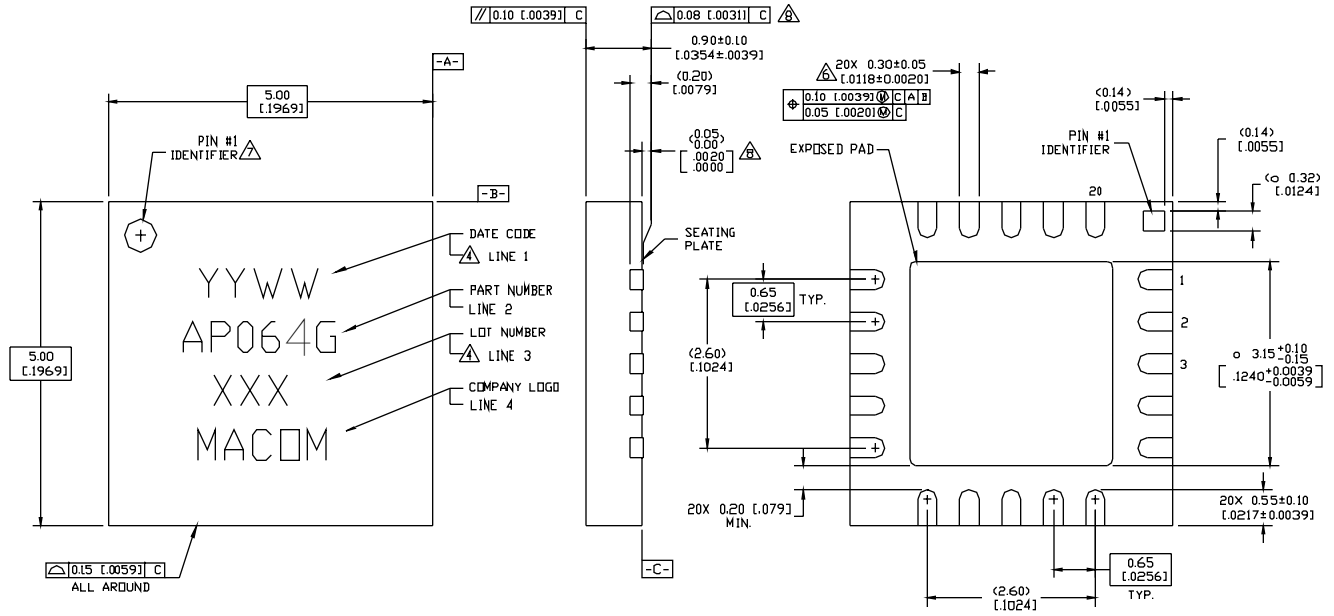 // 0.10 [.0039] C
⌓ 0.08 [.0031] C 8
0.90±0.10
[.0354±.0039]
(0.20)
[.0079]
(0.05
0.00)
[.0020
.0000] 8
-A-
5.00
[.1969]
PIN #1
IDENTIFIER 7
-B-
DATE CODE
4 LINE 1
PART NUMBER
LINE 2
LOT NUMBER
4 LINE 3
COMPANY LOGO
LINE 4
YYWW
AP064G
XXX
MACOM
5.00
[.1969]
⌓ 0.15 [.0059] C
ALL AROUND
SEATING
PLATE
-C-
6 20X 0.30±0.05
[.0118±0.0020]
⌖ 0.10 [.0039] Ⓜ C A B
0.05 [.0020] Ⓜ C
EXPOSED PAD
(0.14)
[.0055]
PIN #1
IDENTIFIER
(0.14)
[.0055]
(□ 0.32)
[.0124]
20
1
2
3
0.65
[.0256]
TYP.
(2.60)
[.1024]
□ 3.15 +0.10
-0.15
[.1240 +0.0039
-0.0059]
20X 0.20 [.079]
MIN.
20X 0.55±0.10
[.0217±0.0039]
0.65
[.0256]
TYP.
(2.60)
[.1024]